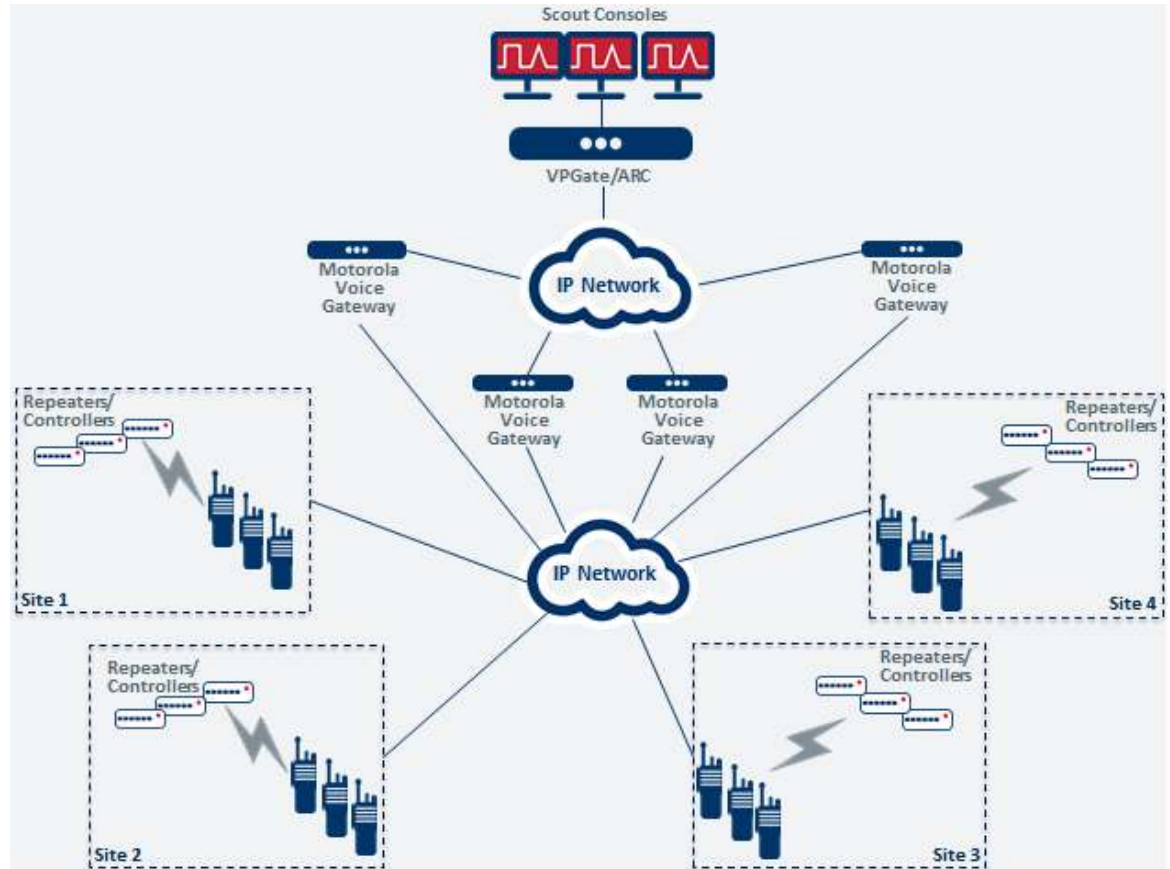 Scout Consoles
VPGate/ARC
IP Network
Motorola
Voice
Gateway
Motorola
Voice
Gateway
Motorola
Voice
Gateway
Motorola
Voice
Gateway
Repeaters/
Controllers
Site 1
Repeaters/
Controllers
Site 4
IP Network
Repeaters/
Controllers
Site 2
Repeaters/
Controllers
Site 3